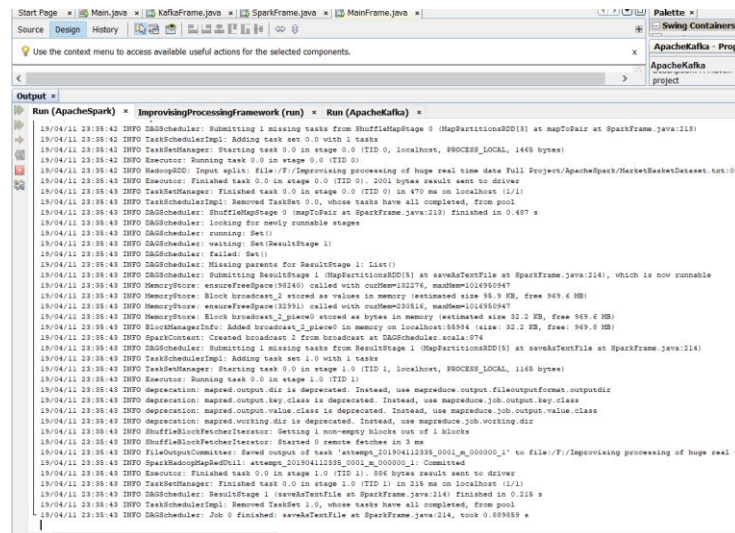 Start Page Main.java KafkaFrame.java SparkFrame.java MainFrame.java
Palette
Source Design History
Swing Containers
Use the context menu to access available useful actions for the selected components.
ApacheKafka - Prop
ApacheKafka
project
Output
Run (ApacheSpark) ImprovisingProcessingFramework (run) Run (ApacheKafka)
19/04/11 23:35:42 INFO DAGScheduler: Submitting 1 missing tasks from ShuffleMapStage 0 (MapPartitionsRDD[3] at mapToPair at SparkFrame.java:213)
19/04/11 23:35:42 INFO TaskSchedulerImpl: Adding task set 0.0 with 1 tasks
19/04/11 23:35:42 INFO TaskSetManager: Starting task 0.0 in stage 0.0 (TID 0, localhost, PROCESS_LOCAL, 1465 bytes)
19/04/11 23:35:42 INFO Executor: Running task 0.0 in stage 0.0 (TID 0)
19/04/11 23:35:42 INFO HadoopRDD: Input split: file:/F:/Improvising processing of huge real time data Full Project/ApacheSpark/MarketBasketDataset.txt:0
19/04/11 23:35:43 INFO Executor: Finished task 0.0 in stage 0.0 (TID 0). 2001 bytes result sent to driver
19/04/11 23:35:43 INFO TaskSetManager: Finished task 0.0 in stage 0.0 (TID 0) in 470 ms on localhost (1/1)
19/04/11 23:35:43 INFO TaskSchedulerImpl: Removed TaskSet 0.0, whose tasks have all completed, from pool
19/04/11 23:35:43 INFO DAGScheduler: ShuffleMapStage 0 (mapToPair at SparkFrame.java:213) finished in 0.487 s
19/04/11 23:35:43 INFO DAGScheduler: looking for newly runnable stages
19/04/11 23:35:43 INFO DAGScheduler: running: Set()
19/04/11 23:35:43 INFO DAGScheduler: waiting: Set(ResultStage 1)
19/04/11 23:35:43 INFO DAGScheduler: failed: Set()
19/04/11 23:35:43 INFO DAGScheduler: Missing parents for ResultStage 1: List()
19/04/11 23:35:43 INFO DAGScheduler: Submitting ResultStage 1 (MapPartitionsRDD[5] at saveAsTextFile at SparkFrame.java:214), which is now runnable
19/04/11 23:35:43 INFO MemoryStore: ensureFreeSpace(98240) called with curMem=132276, maxMem=1016950947
19/04/11 23:35:43 INFO MemoryStore: Block broadcast_2 stored as values in memory (estimated size 95.9 KB, free 969.6 MB)
19/04/11 23:35:43 INFO MemoryStore: ensureFreeSpace(32991) called with curMem=230516, maxMem=1016950947
19/04/11 23:35:43 INFO MemoryStore: Block broadcast_2_piece0 stored as bytes in memory (estimated size 32.2 KB, free 969.6 MB)
19/04/11 23:35:43 INFO BlockManagerInfo: Added broadcast_2_piece0 in memory on localhost:55984 (size: 32.2 KB, free: 969.8 MB)
19/04/11 23:35:43 INFO SparkContext: Created broadcast 2 from broadcast at DAGScheduler.scala:874
19/04/11 23:35:43 INFO DAGScheduler: Submitting 1 missing tasks from ResultStage 1 (MapPartitionsRDD[5] at saveAsTextFile at SparkFrame.java:214)
19/04/11 23:35:43 INFO TaskSchedulerImpl: Adding task set 1.0 with 1 tasks
19/04/11 23:35:43 INFO TaskSetManager: Starting task 0.0 in stage 1.0 (TID 1, localhost, PROCESS_LOCAL, 1165 bytes)
19/04/11 23:35:43 INFO Executor: Running task 0.0 in stage 1.0 (TID 1)
19/04/11 23:35:43 INFO deprecation: mapred.output.dir is deprecated. Instead, use mapreduce.output.fileoutputformat.outputdir
19/04/11 23:35:43 INFO deprecation: mapred.output.key.class is deprecated. Instead, use mapreduce.job.output.key.class
19/04/11 23:35:43 INFO deprecation: mapred.output.value.class is deprecated. Instead, use mapreduce.job.output.value.class
19/04/11 23:35:43 INFO deprecation: mapred.working.dir is deprecated. Instead, use mapreduce.job.working.dir
19/04/11 23:35:43 INFO ShuffleBlockFetcherIterator: Getting 1 non-empty blocks out of 1 blocks
19/04/11 23:35:43 INFO ShuffleBlockFetcherIterator: Started 0 remote fetches in 3 ms
19/04/11 23:35:43 INFO FileOutputCommitter: Saved output of task 'attempt_201904112335_0001_m_000000_1' to file:/F:/Improvising processing of huge real
19/04/11 23:35:43 INFO SparkHadoopMapRedUtil: attempt_201904112335_0001_m_000000_1: Committed
19/04/11 23:35:43 INFO Executor: Finished task 0.0 in stage 1.0 (TID 1). 886 bytes result sent to driver
19/04/11 23:35:43 INFO TaskSetManager: Finished task 0.0 in stage 1.0 (TID 1) in 215 ms on localhost (1/1)
19/04/11 23:35:43 INFO DAGScheduler: ResultStage 1 (saveAsTextFile at SparkFrame.java:214) finished in 0.215 s
19/04/11 23:35:43 INFO TaskSchedulerImpl: Removed TaskSet 1.0, whose tasks have all completed, from pool
19/04/11 23:35:43 INFO DAGScheduler: Job 0 finished: saveAsTextFile at SparkFrame.java:214, took 0.889859 s